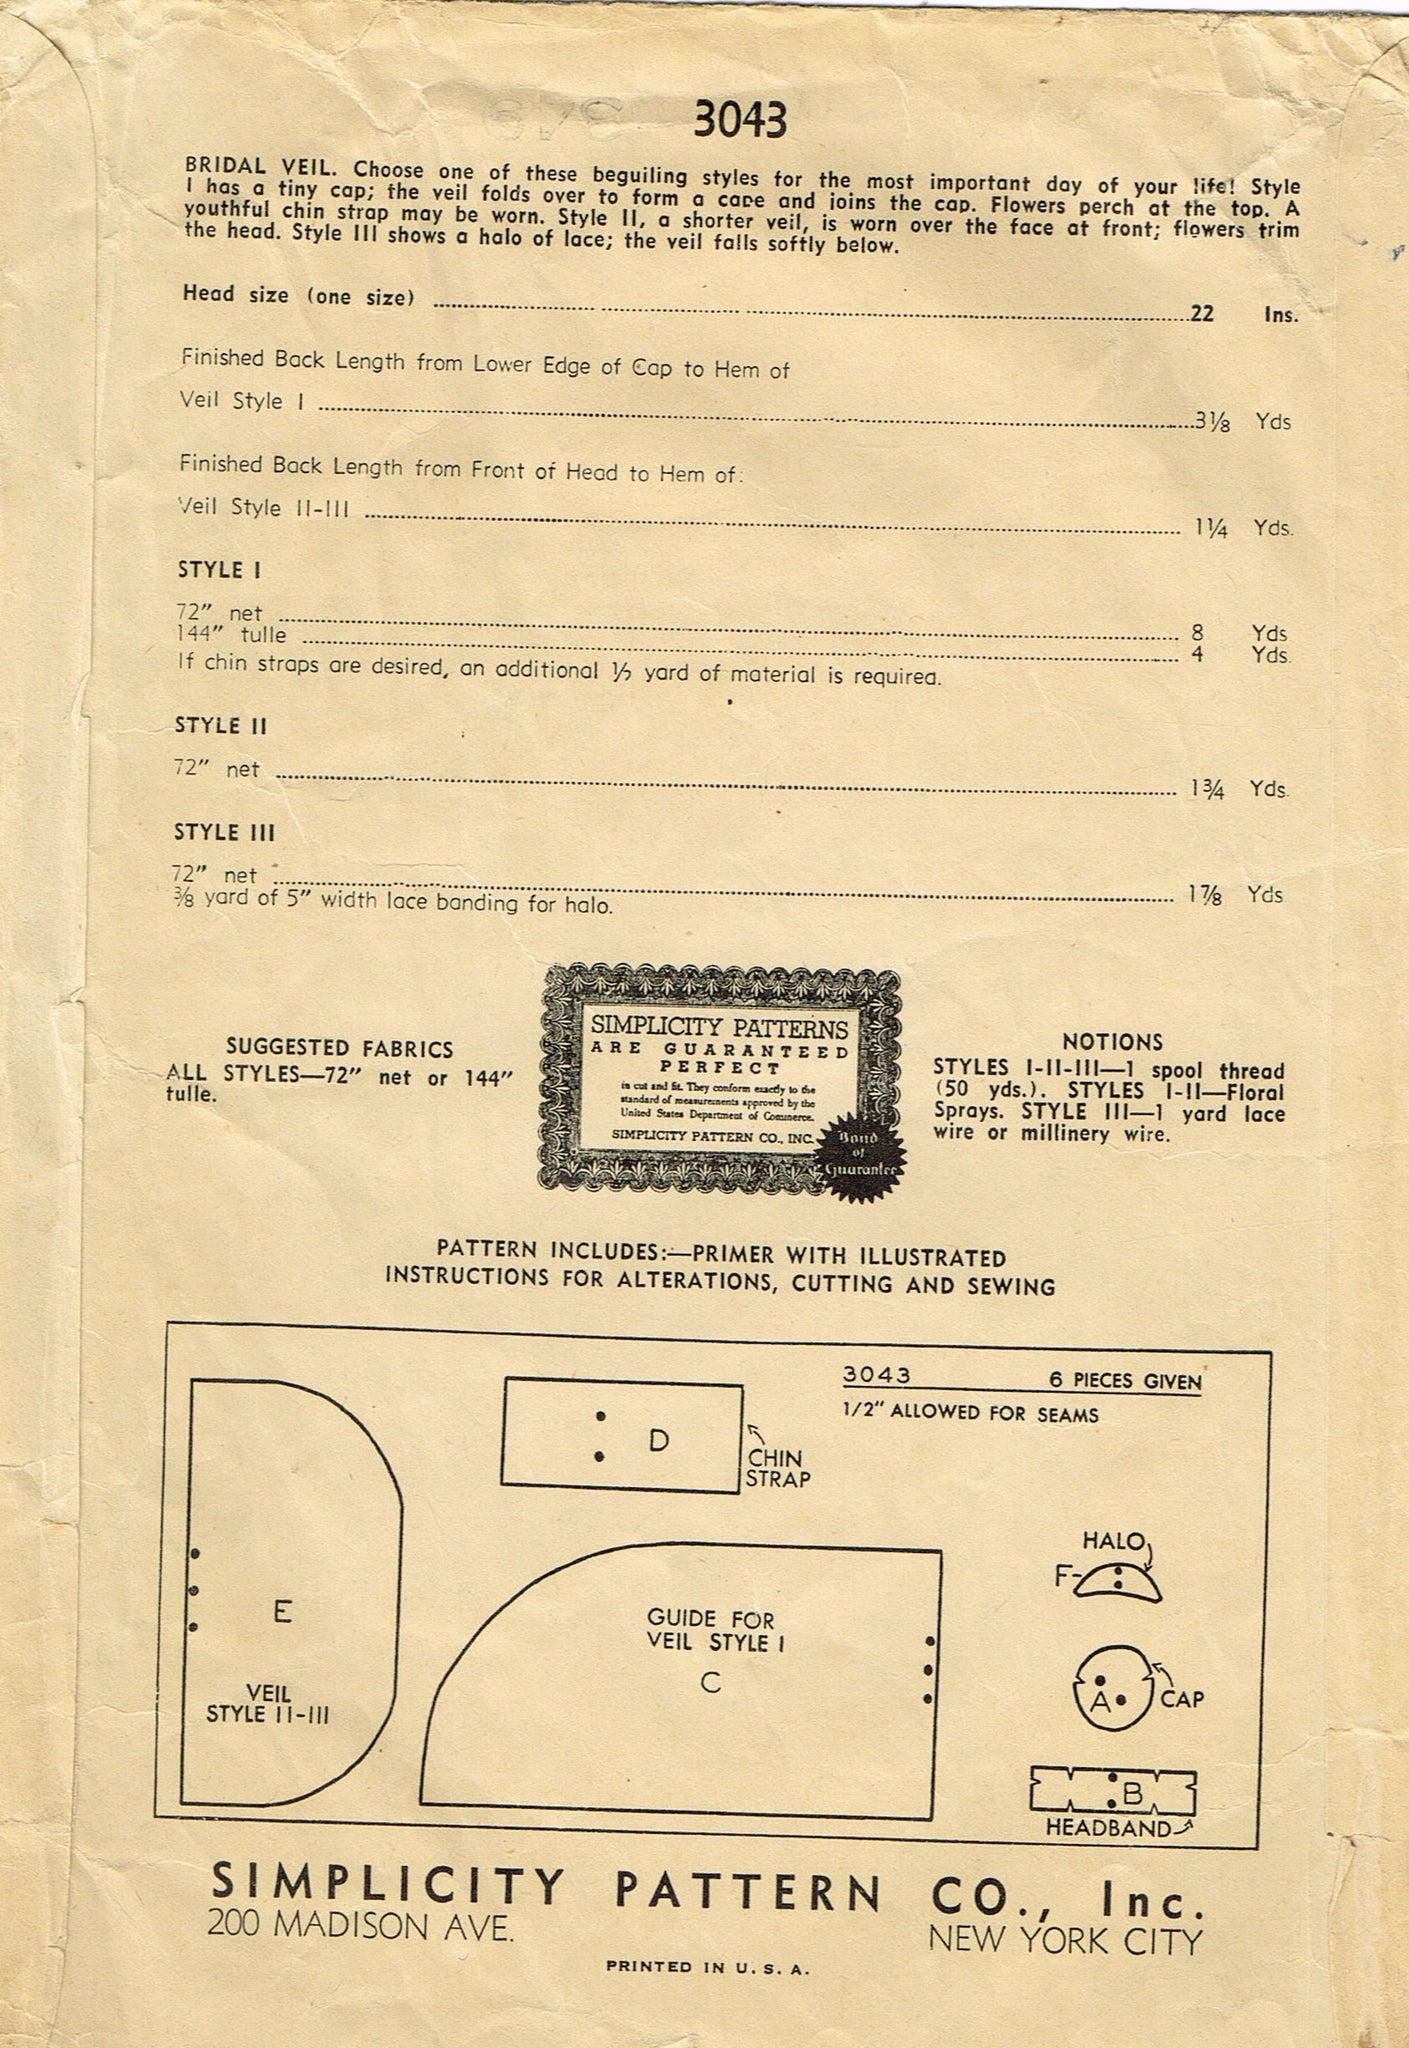 3043
BRIDAL VEIL. Choose one of these beguiling styles for the most important day of your life! Style
I has a tiny cap; the veil folds over to form a cape and joins the cap. Flowers perch at the top. A
youthful chin strap may be worn. Style II, a shorter veil, is worn over the face at front; flowers trim
the head. Style III shows a halo of lace; the veil falls softly below.
Head size (one size) 22 Ins.
Finished Back Length from Lower Edge of Cap to Hem of
Veil Style I 3⅛ Yds
Finished Back Length from Front of Head to Hem of:
Veil Style II-III 1¼ Yds.
STYLE I
72" net 8 Yds
144" tulle 4 Yds.
If chin straps are desired, an additional ½ yard of material is required.
STYLE II
72" net 1¾ Yds.
STYLE III
72" net 1⅞ Yds
⅜ yard of 5" width lace banding for halo.
SUGGESTED FABRICS
ALL STYLES—72" net or 144"
tulle.
SIMPLICITY PATTERNS
ARE GUARANTEED
PERFECT
in cut and fit. They conform exactly to the
standard of measurements approved by the
United States Department of Commerce.
SIMPLICITY PATTERN CO., INC.
Bond
of
Guarantee
NOTIONS
STYLES I-II-III—1 spool thread
(50 yds.). STYLES I-II—Floral
Sprays. STYLE III—1 yard lace
wire or millinery wire.
PATTERN INCLUDES:—PRIMER WITH ILLUSTRATED
INSTRUCTIONS FOR ALTERATIONS, CUTTING AND SEWING
3043 6 PIECES GIVEN
1/2" ALLOWED FOR SEAMS
D
CHIN
STRAP
E
VEIL
STYLE II-III
GUIDE FOR
VEIL STYLE I
C
HALO
F-
A
CAP
B
HEADBAND
SIMPLICITY PATTERN CO., Inc.
200 MADISON AVE. NEW YORK CITY
PRINTED IN U. S. A.